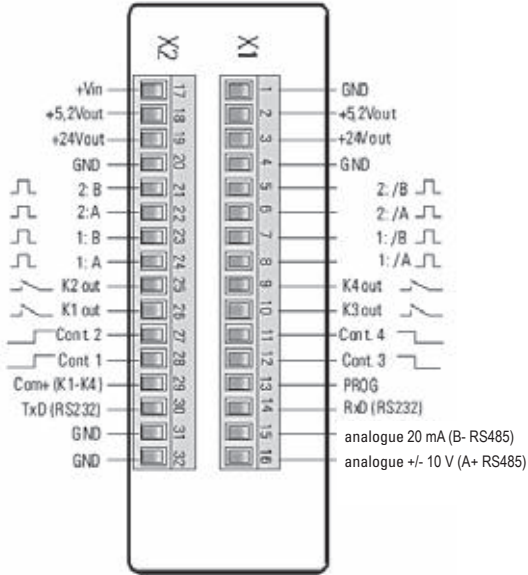 X2 X1
+Vin 17 1 GND
+5,2Vout 18 2 +5,2Vout
+24Vout 19 3 +24Vout
GND 20 4 GND
2: B 21 5 2: /B
2: A 22 6 2: /A
1: B 23 7 1: /B
1: A 24 8 1: /A
K2 out 25 9 K4 out
K1 out 26 10 K3 out
Cont. 2 27 11 Cont. 4
Cont 1 28 12 Cont. 3
Com+ (K1-K4) 29 13 PROG
TxD (RS232) 30 14 RxD (RS232)
GND 31 15 analogue 20 mA (B- RS485)
GND 32 16 analogue +/- 10 V (A+ RS485)